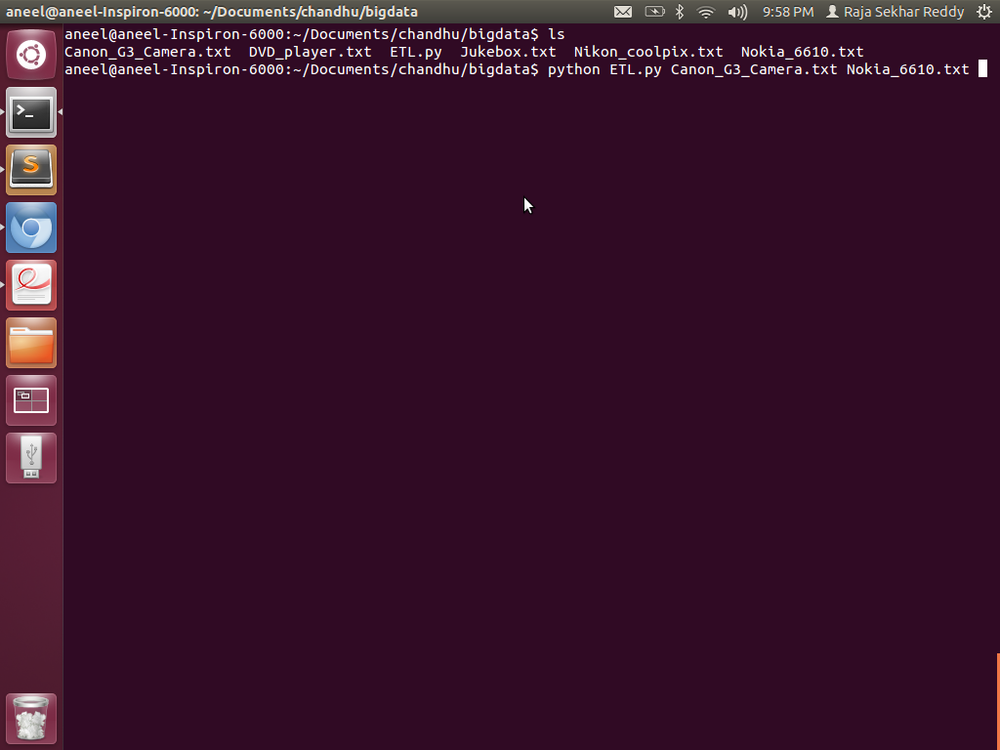 aneel@aneel-Inspiron-6000: ~/Documents/chandhu/bigdata 9:58 PM Raja Sekhar Reddy
aneel@aneel-Inspiron-6000:~/Documents/chandhu/bigdata$ ls
Canon_G3_Camera.txt DVD_player.txt ETL.py Jukebox.txt Nikon_coolpix.txt Nokia_6610.txt
aneel@aneel-Inspiron-6000:~/Documents/chandhu/bigdata$ python ETL.py Canon_G3_Camera.txt Nokia_6610.txt